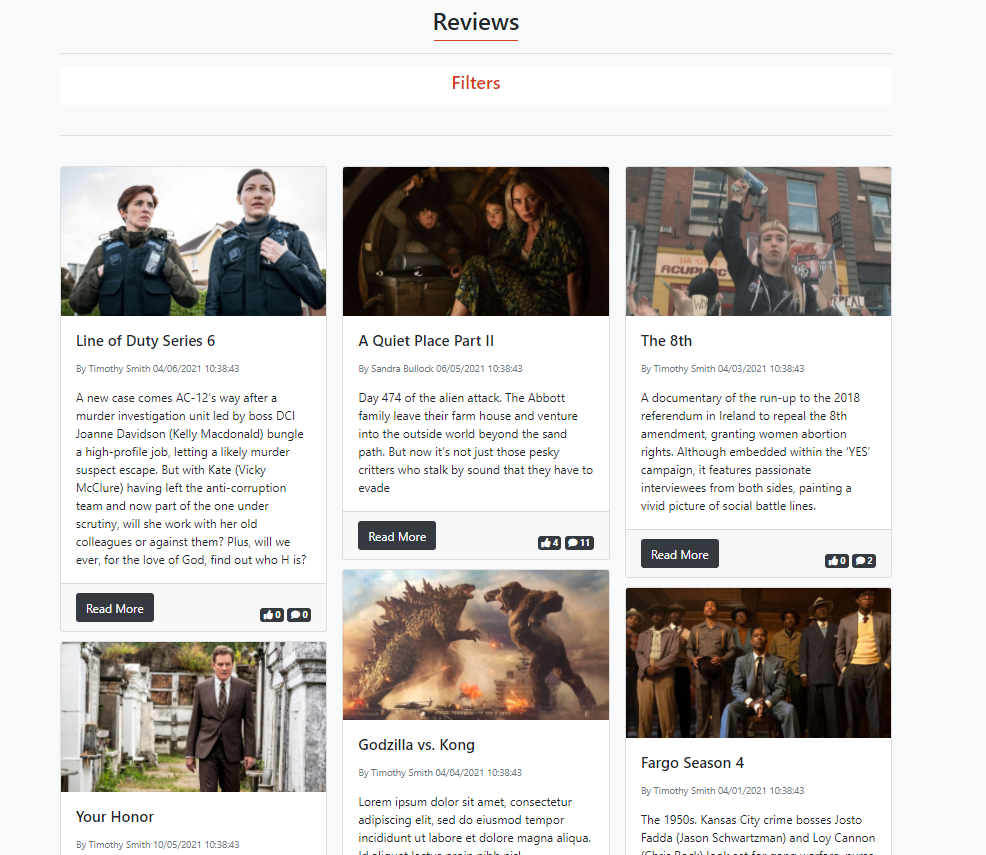 Reviews
Filters
Line of Duty Series 6
By Timothy Smith 04/06/2021 10:38:43
A new case comes AC-12's way after a
murder investigation unit led by boss DCI
Joanne Davidson (Kelly Macdonald) bungle
a high-profile job, letting a likely murder
suspect escape. But with Kate (Vicky
McClure) having left the anti-corruption
team and now part of the one under
scrutiny, will she work with her old
colleagues or against them? Plus, will we
ever, for the love of God, find out who H is?
Read More
0 0
Your Honor
By Timothy Smith 10/05/2021 10:38:43
A Quiet Place Part II
By Sandra Bullock 06/05/2021 10:38:43
Day 474 of the alien attack. The Abbott
family leave their farm house and venture
into the outside world beyond the sand
path. But now it's not just those pesky
critters who stalk by sound that they have to
evade
Read More
4 11
Godzilla vs. Kong
By Timothy Smith 04/04/2021 10:38:43
Lorem ipsum dolor sit amet, consectetur
adipiscing elit, sed do eiusmod tempor
incididunt ut labore et dolore magna aliqua.
ACUPUNC
REPEAL
The 8th
By Timothy Smith 04/03/2021 10:38:43
A documentary of the run-up to the 2018
referendum in Ireland to repeal the 8th
amendment, granting women abortion
rights. Although embedded within the 'YES'
campaign, it features passionate
interviewees from both sides, painting a
vivid picture of social battle lines.
Read More
0 2
Fargo Season 4
By Timothy Smith 04/01/2021 10:38:43
The 1950s. Kansas City crime bosses Josto
Fadda (Jason Schwartzman) and Loy Cannon